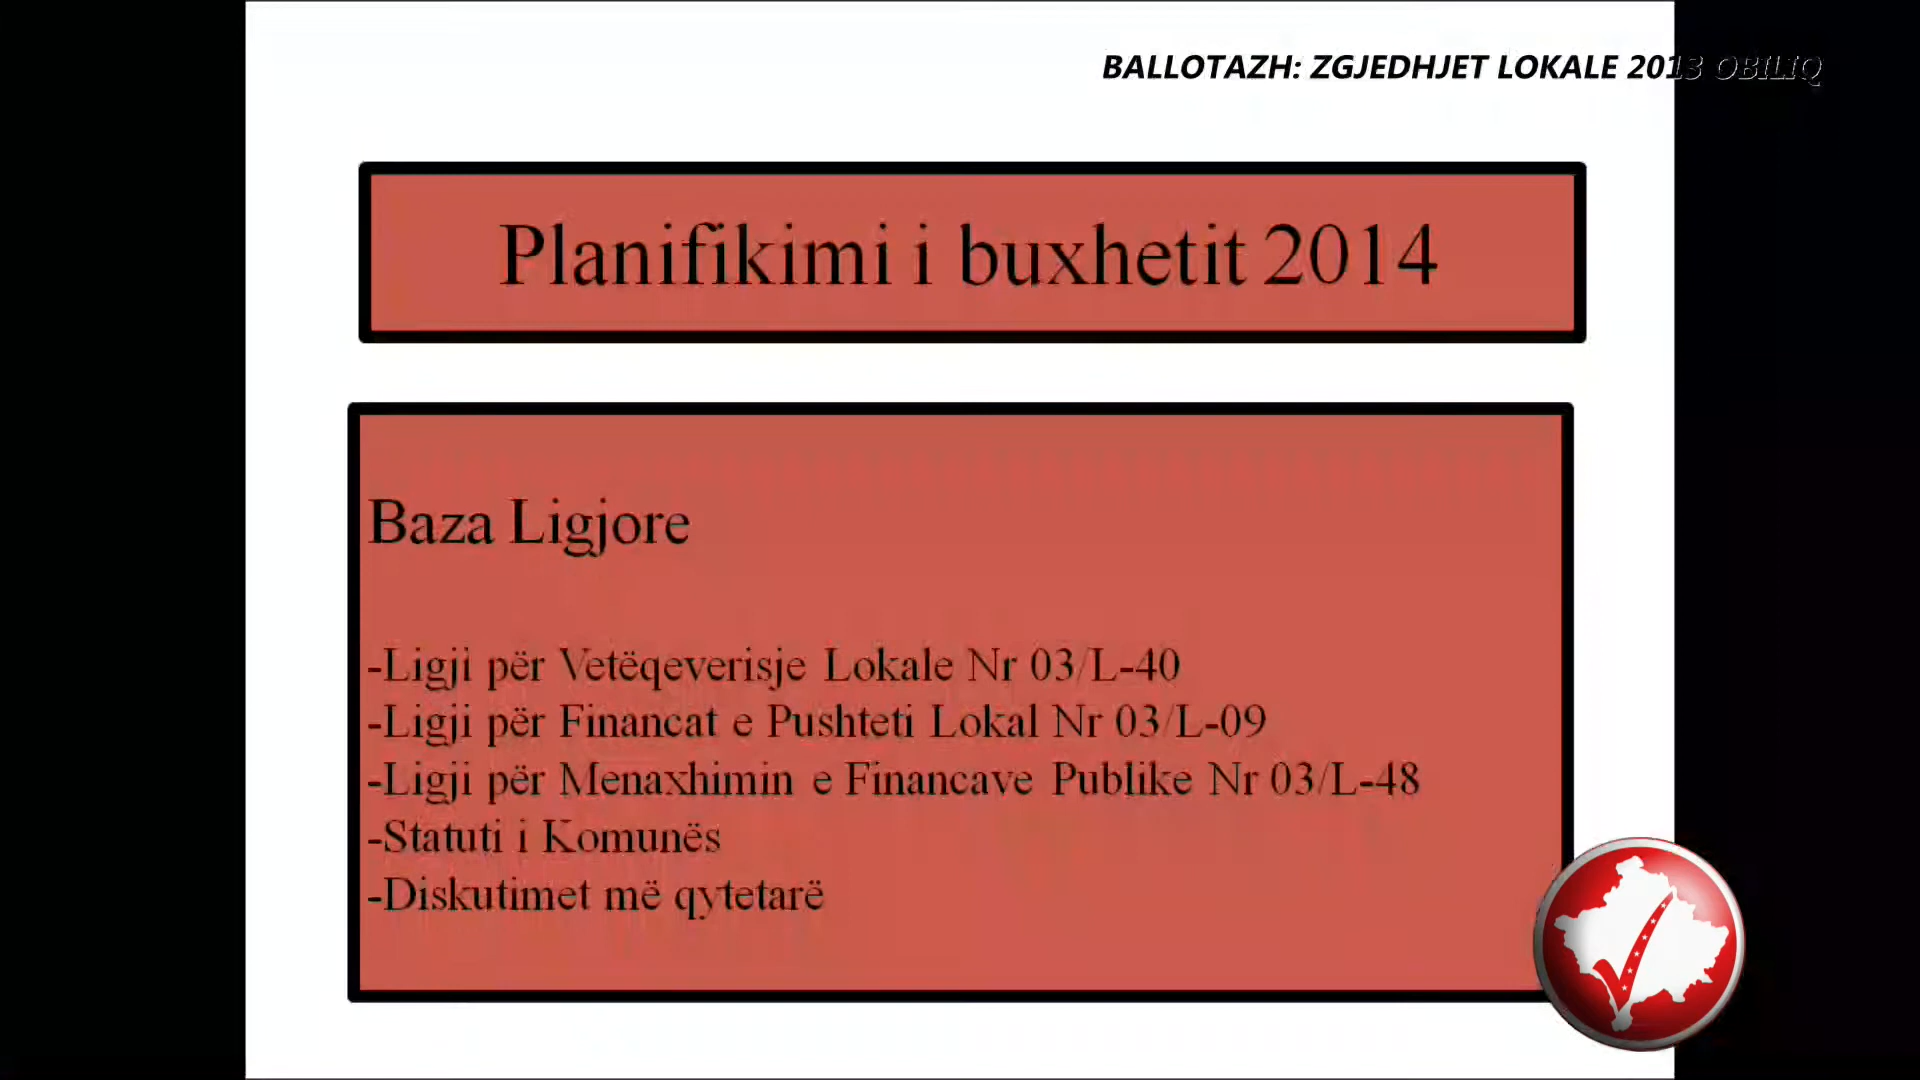 BALLOTAZH: ZGJEDHJET LOKALE 2013 OBILIQ
Planifikimi i buxhetit 2014
Baza Ligjore
-Ligji për Vetëqeverisje Lokale Nr 03/L-40
-Ligji për Financat e Pushteti Lokal Nr 03/L-09
-Ligji për Menaxhimin e Financave Publike Nr 03/L-48
-Statuti i Komunës
-Diskutimet më qytetarë